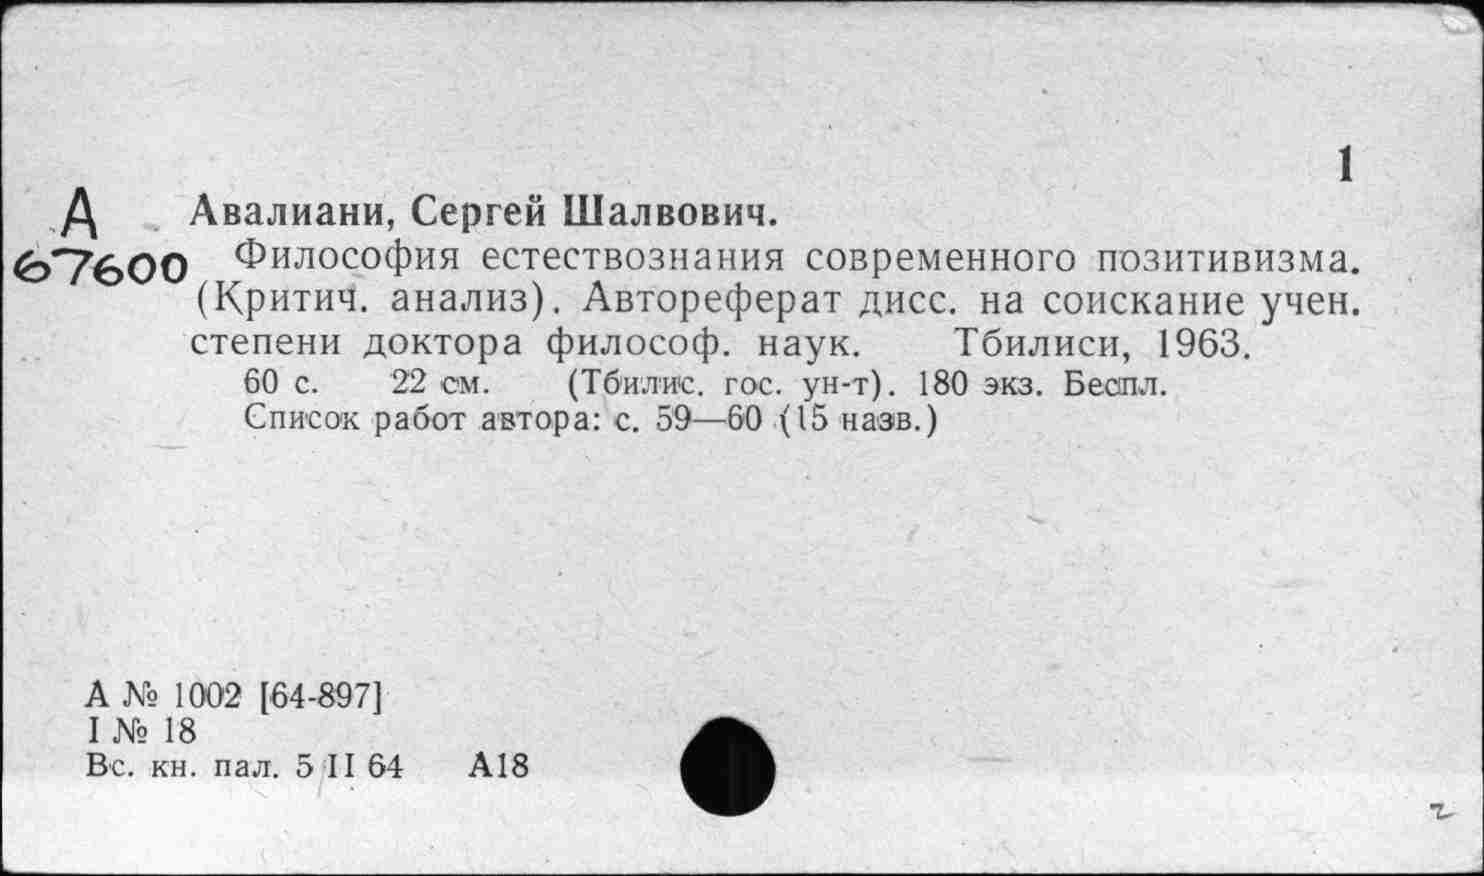 1
Д Авалиани, Сергей Шалвович.
67600 Философия естествознания современного позитивизма.
(Критич. анализ). Автореферат дисс. на соискание учен.
степени доктора философ. наук. Тбилиси, 1963.
60 с. 22 см. (Тбилис. гос. ун-т). 180 экз. Беспл.
Список работ автора: с. 59—60 (15 назв.)
А № 1002 [64-897]
I № 18
Вс. кн. пал. 5 II 64 А18